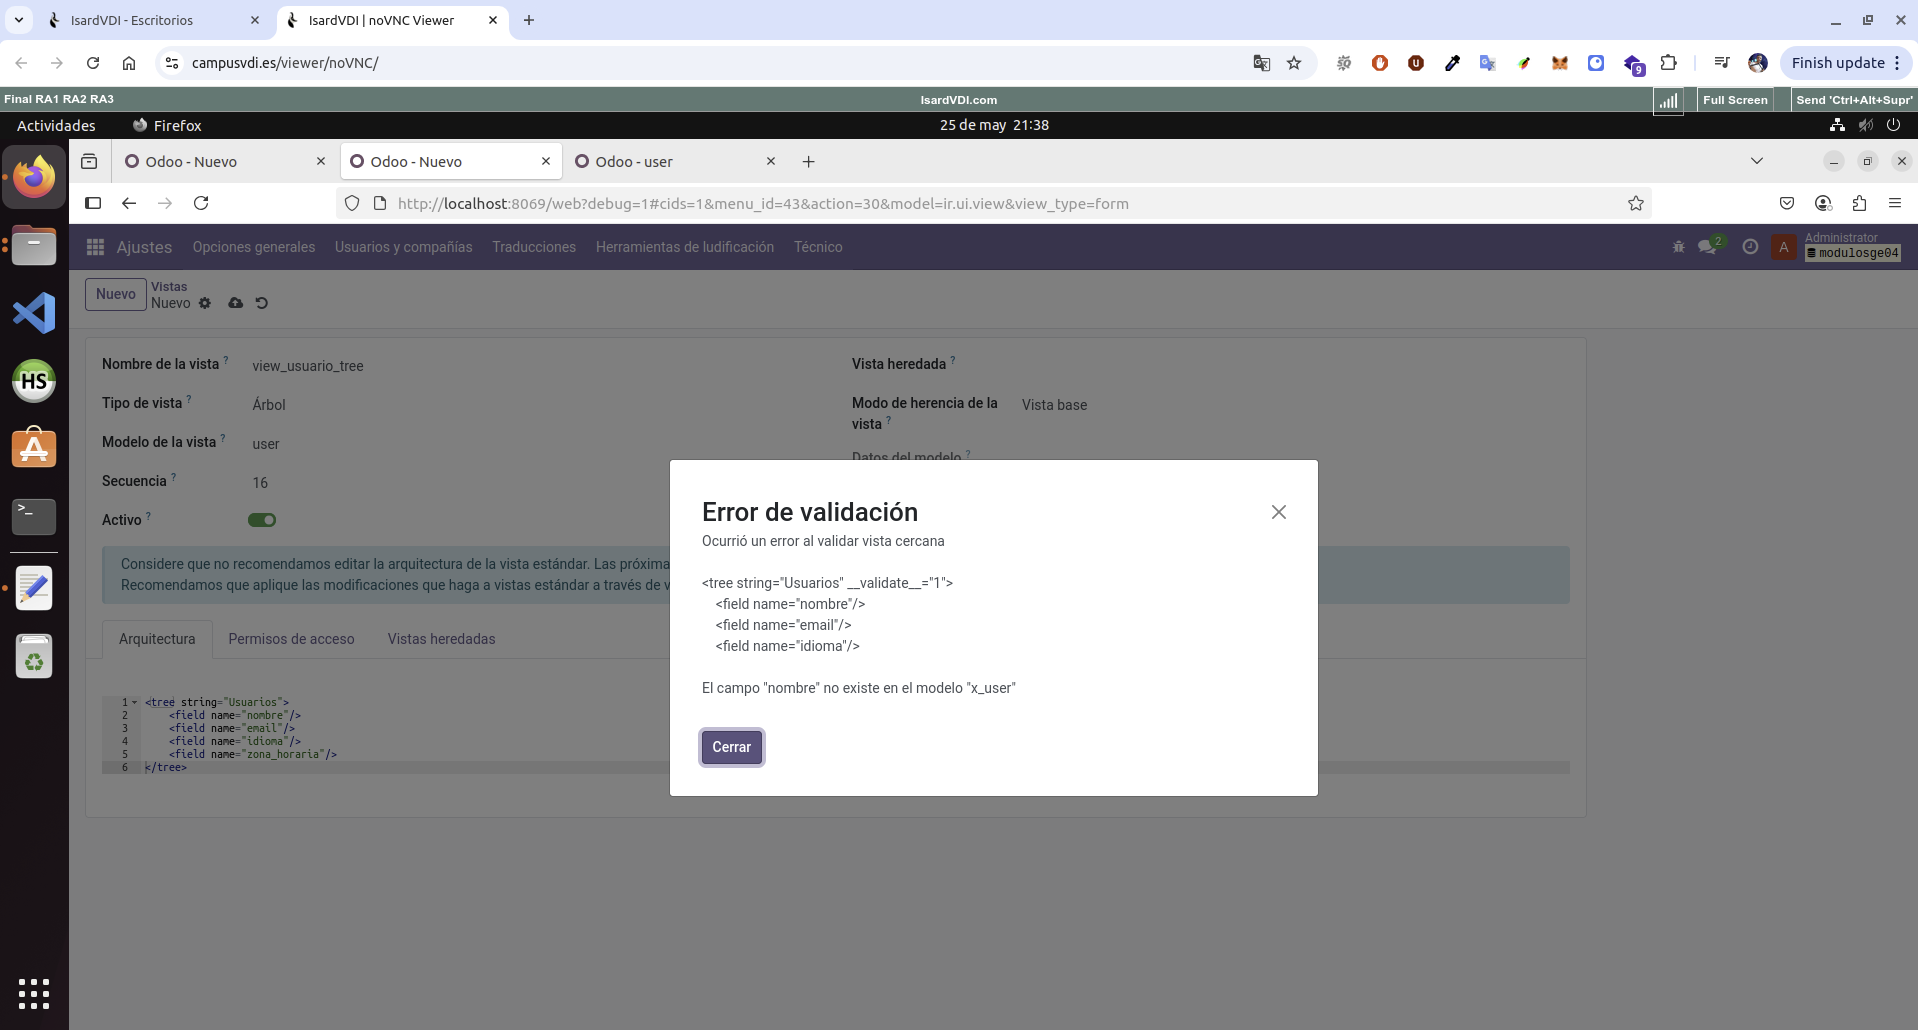 IsardVDI - Escritorios
IsardVDI | noVNC Viewer
campusvdi.es/viewer/noVNC/
9
Finish update
Final RA1 RA2 RA3
IsardVDI.com
Full Screen
Send 'Ctrl+Alt+Supr'
Actividades
Firefox
25 de may 21:38
Odoo - Nuevo
Odoo - Nuevo
Odoo - user
http://localhost:8069/web?debug=1#cids=1&menu_id=43&action=30&model=ir.ui.view&view_type=form
Ajustes
Opciones generales
Usuarios y compañías
Traducciones
Herramientas de ludificación
Técnico
2
A
Administrator
modulosge04
Nuevo
Vistas
Nuevo
Nombre de la vista ?
view_usuario_tree
Vista heredada ?
Tipo de vista ?
Árbol
Modo de herencia de la
vista ?
Vista base
Modelo de la vista ?
user
Datos del modelo ?
Secuencia ?
16
Activo ?
Considere que no recomendamos editar la arquitectura de la vista estándar. Las próxima
Recomendamos que aplique las modificaciones que haga a vistas estándar a través de v
Arquitectura
Permisos de acceso
Vistas heredadas
1 <tree string="Usuarios">
2 <field name="nombre"/>
3 <field name="email"/>
4 <field name="idioma"/>
5 <field name="zona_horaria"/>
6 </tree>
Error de validación
Ocurrió un error al validar vista cercana
<tree string="Usuarios" __validate__="1">
<field name="nombre"/>
<field name="email"/>
<field name="idioma"/>
El campo "nombre" no existe en el modelo "x_user"
Cerrar
HS
>_